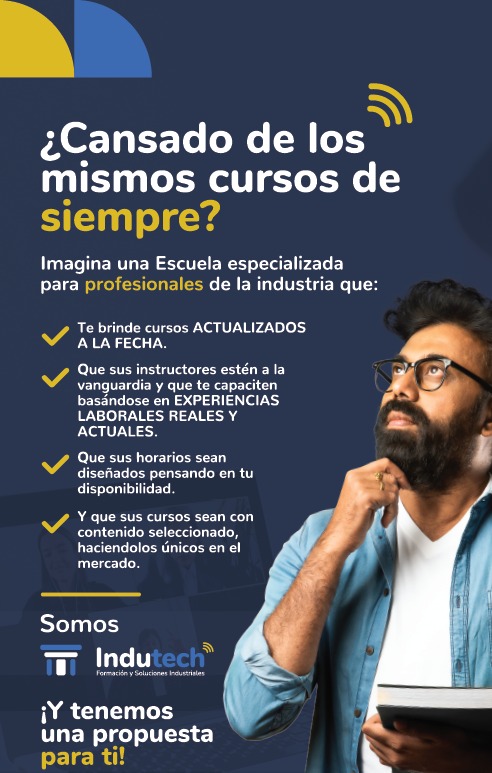 ¿Cansado de los
mismos cursos de
siempre?
Imagina una Escuela especializada
para profesionales de la industria que:
Te brinde cursos ACTUALIZADOS
A LA FECHA.
Que sus instructores estén a la
vanguardia y que te capaciten
basándose en EXPERIENCIAS
LABORALES REALES Y
ACTUALES.
Que sus horarios sean
diseñados pensando en tu
disponibilidad.
Y que sus cursos sean con
contenido seleccionado,
haciendolos únicos en el
mercado.
Somos
Indutech
Formación y Soluciones Industriales
¡Y tenemos
una propuesta
para ti!